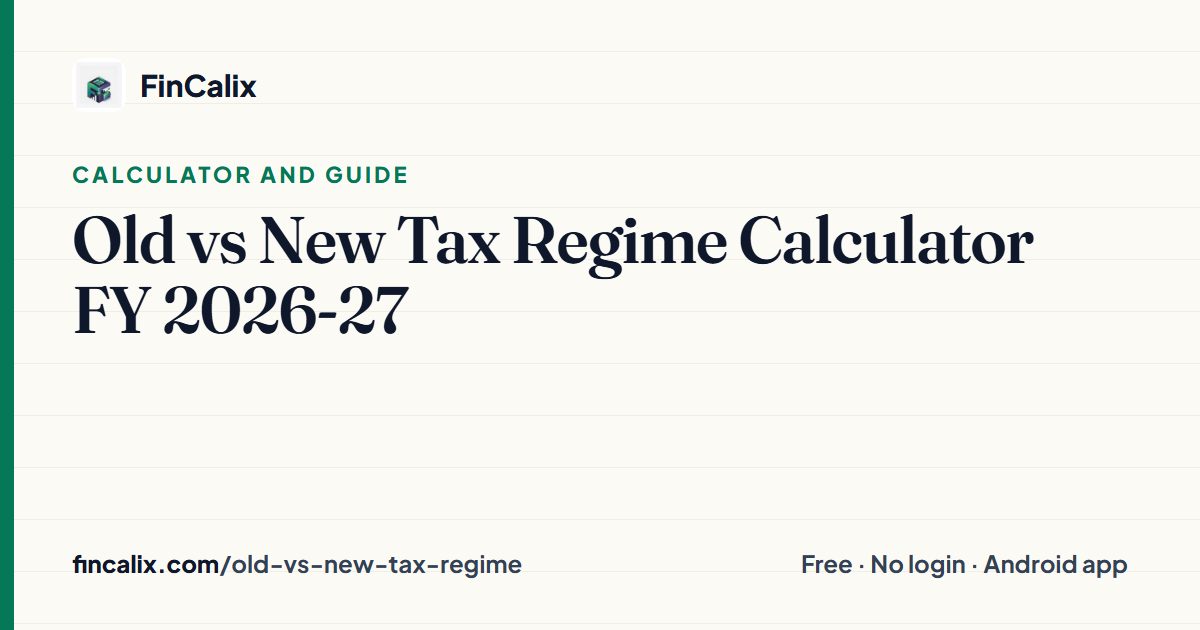 FinCalix
CALCULATOR AND GUIDE
Old vs New Tax Regime Calculator
FY 2026-27
fincalix.com/old-vs-new-tax-regime
Free · No login · Android app